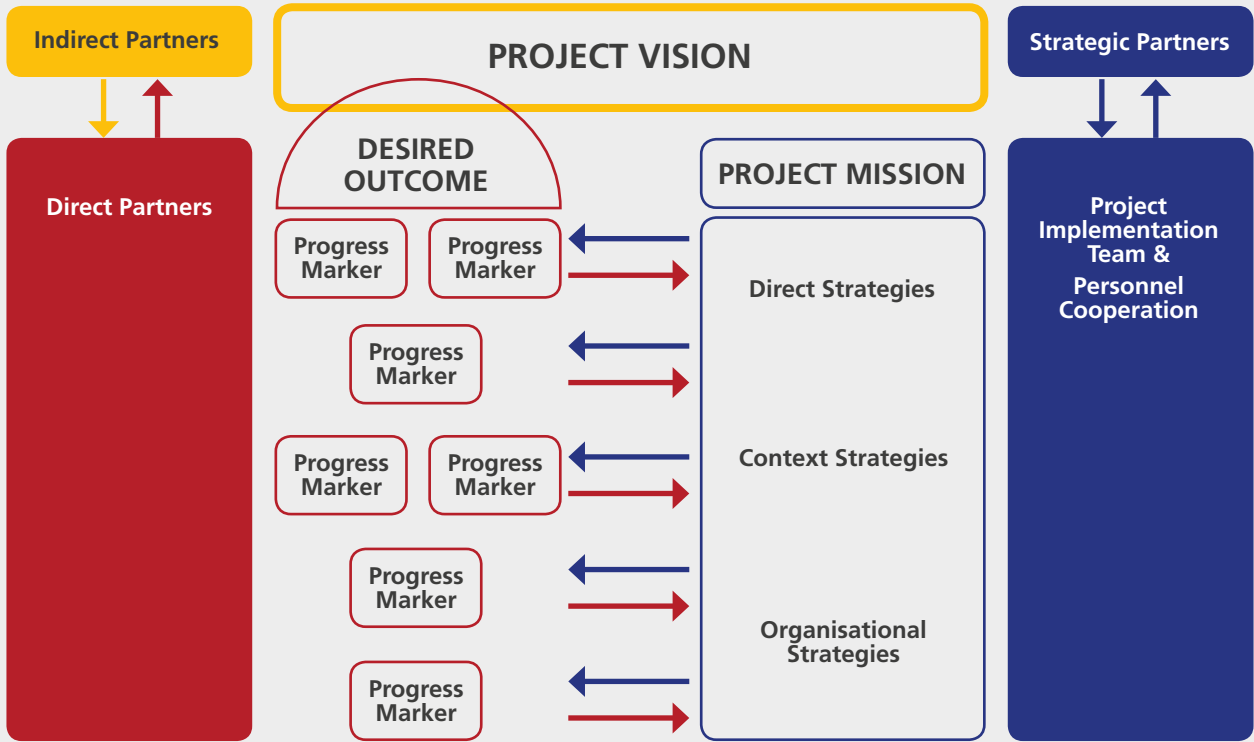 Indirect Partners
PROJECT VISION
Strategic Partners
Direct Partners
DESIRED
OUTCOME
Progress
Marker
Progress
Marker
Progress
Marker
Progress
Marker
Progress
Marker
Progress
Marker
Progress
Marker
PROJECT MISSION
Direct Strategies
Context Strategies
Organisational
Strategies
Project
Implementation
Team &
Personnel
Cooperation